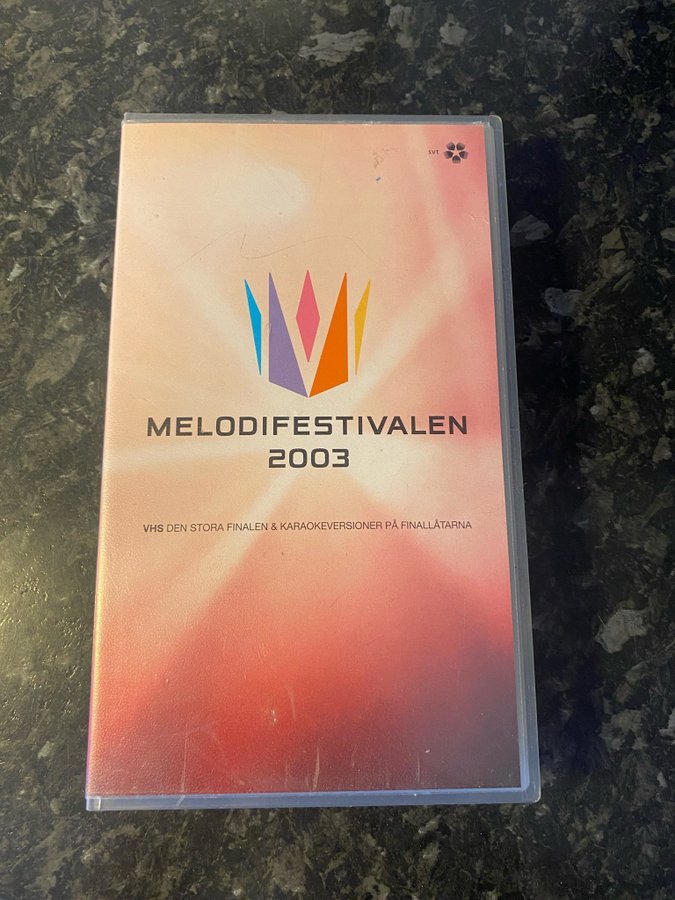 svt
MELODIFESTIVALEN
2003
VHS DEN STORA FINALEN & KARAOKEVERSIONER PÅ FINALLÅTARNA